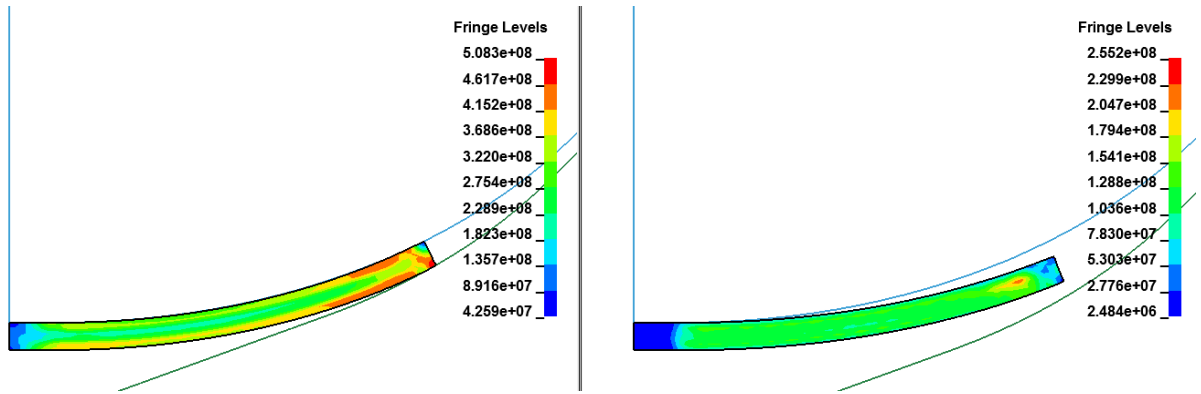 Fringe Levels
5.083e+08
4.617e+08
4.152e+08
3.686e+08
3.220e+08
2.754e+08
2.289e+08
1.823e+08
1.357e+08
8.916e+07
4.259e+07
Fringe Levels
2.552e+08
2.299e+08
2.047e+08
1.794e+08
1.541e+08
1.288e+08
1.036e+08
7.830e+07
5.303e+07
2.776e+07
2.484e+06